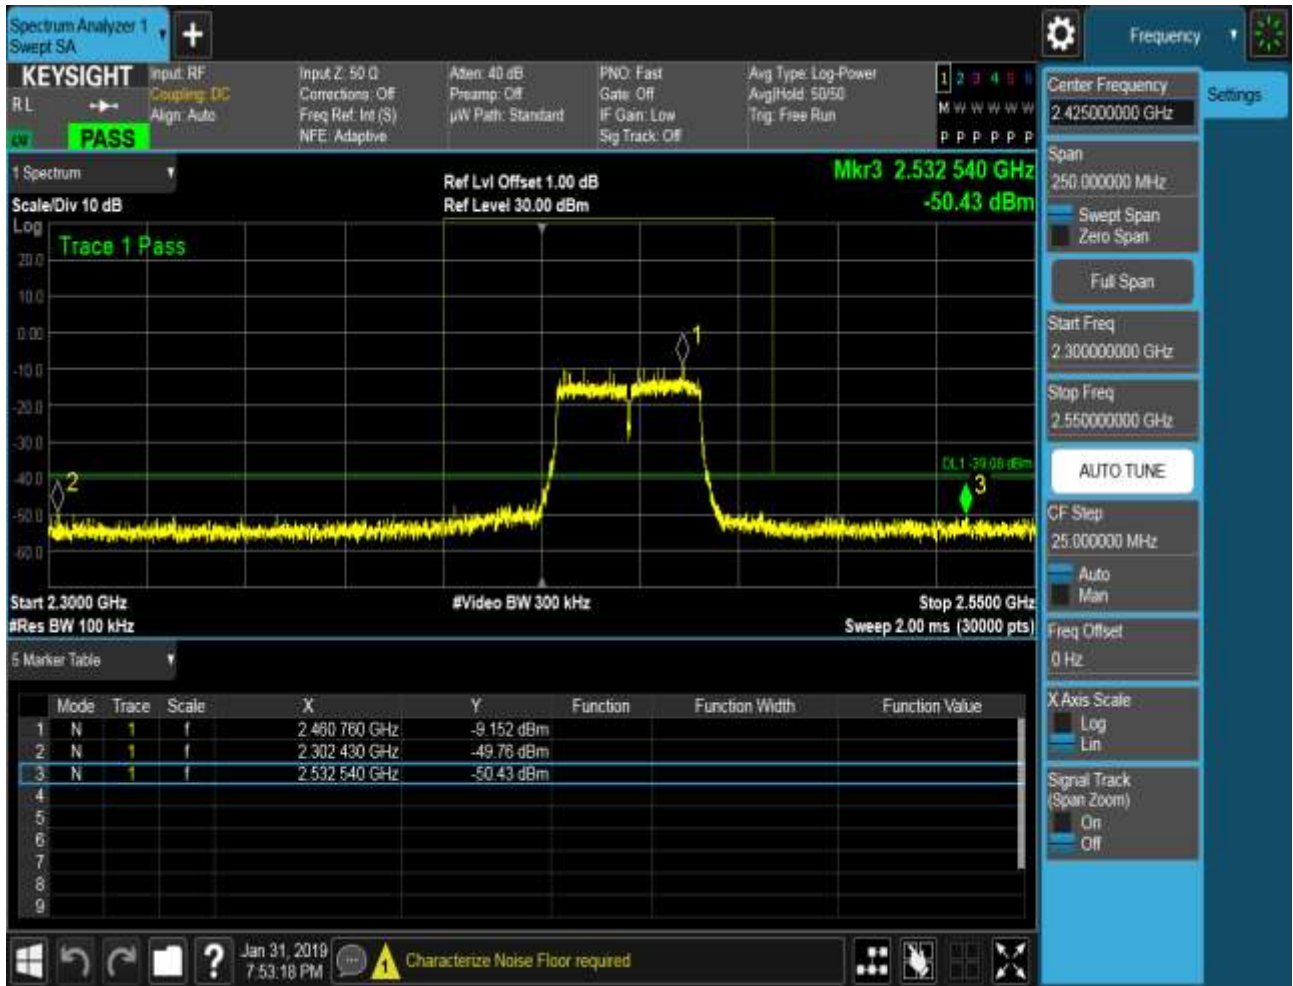 Spectrum Analyzer 1
Swept SA
+
Frequency
KEYSIGHT
R L
PASS
Input: RF
Coupling: DC
Align: Auto
Input Z: 50 Ω
Corrections: Off
Freq Ref: Int (S)
NFE: Adaptive
Atten: 40 dB
Preamp: Off
µW Path: Standard
PNO: Fast
Gate: Off
IF Gain: Low
Sig Track: Off
Avg Type: Log-Power
Avg|Hold: 50/50
Trig: Free Run
1 2 3 4 5 6
M W W W W W
P P P P P P
1 Spectrum
Scale/Div 10 dB
Ref Lvl Offset 1.00 dB
Ref Level 30.00 dBm
Mkr3 2.532 540 GHz
-50.43 dBm
Log
Trace 1 Pass
20.0
10.0
0.00
-10.0
-20.0
-30.0
-40.0
-50.0
-60.0
1
2
3
DL1 -39.08 dBm
Start 2.3000 GHz
#Res BW 100 kHz
#Video BW 300 kHz
Stop 2.5500 GHz
Sweep 2.00 ms (30000 pts)
5 Marker Table
Mode Trace Scale X Y Function Function Width Function Value
1 N 1 f 2.460 760 GHz -9.152 dBm
2 N 1 f 2.302 430 GHz -49.76 dBm
3 N 1 f 2.532 540 GHz -50.43 dBm
4
5
6
7
8
9
Center Frequency
2.425000000 GHz
Settings
Span
250.000000 MHz
Swept Span
Zero Span
Full Span
Start Freq
2.300000000 GHz
Stop Freq
2.550000000 GHz
AUTO TUNE
CF Step
25.000000 MHz
Auto
Man
Freq Offset
0 Hz
X Axis Scale
Log
Lin
Signal Track
(Span Zoom)
On
Off
?
Jan 31, 2019
7:53:18 PM
1
Characterize Noise Floor required